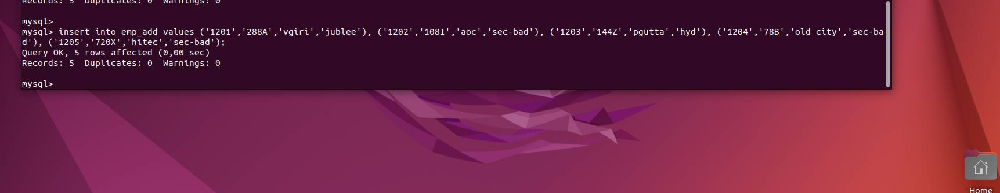 Records: 5  Duplicates: 0  Warnings: 0
mysql>
mysql> insert into emp_add values ('1201','288A','vgiri','jublee'), ('1202','108I','aoc','sec-bad'), ('1203','144Z','pgutta','hyd'), ('1204','78B','old city','sec-ba
d'), ('1205','720X','hitec','sec-bad');
Query OK, 5 rows affected (0,00 sec)
Records: 5  Duplicates: 0  Warnings: 0
mysql>
Home